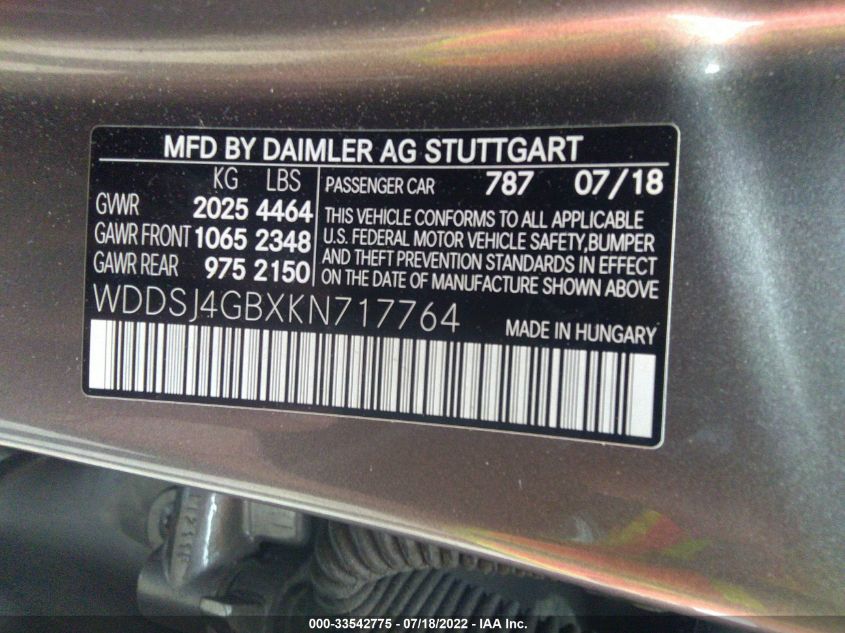 MFD BY DAIMLER AG STUTTGART
KG LBS
GVWR 2025 4464
GAWR FRONT 1065 2348
GAWR REAR 975 2150
PASSENGER CAR 787 07/18
THIS VEHICLE CONFORMS TO ALL APPLICABLE
U.S. FEDERAL MOTOR VEHICLE SAFETY,BUMPER
AND THEFT PREVENTION STANDARDS IN EFFECT
ON THE DATE OF MANUFACTURE SHOWN ABOVE
WDDSJ4GBXKN717764
MADE IN HUNGARY
000-33542775 - 07/18/2022 - IAA Inc.